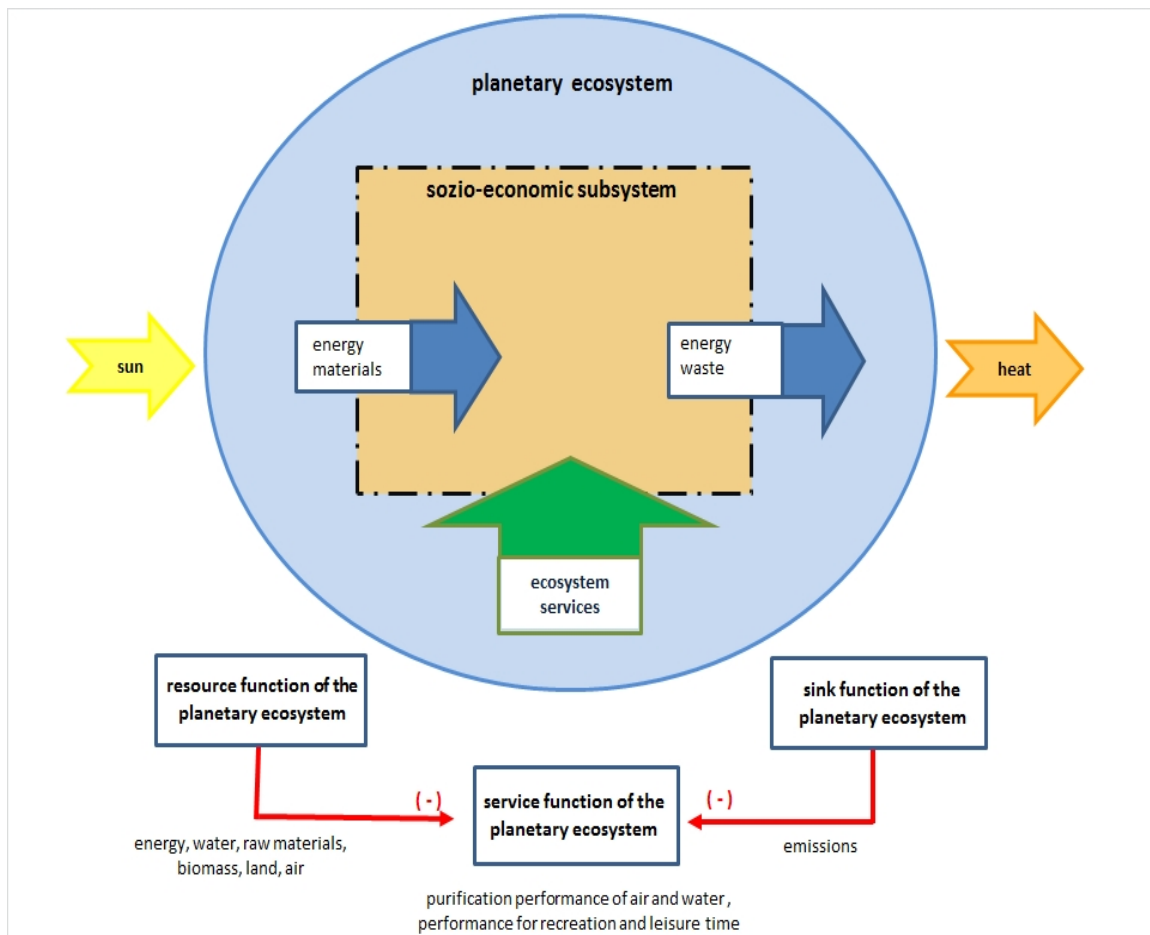 planetary ecosystem
sozio-economic subsystem
sun
energy
materials
energy
waste
heat
ecosystem
services
resource function of the
planetary ecosystem
sink function of the
planetary ecosystem
(-)
service function of the
planetary ecosystem
(-)
energy, water, raw materials,
biomass, land, air
emissions
purification performance of air and water ,
performance for recreation and leisure time